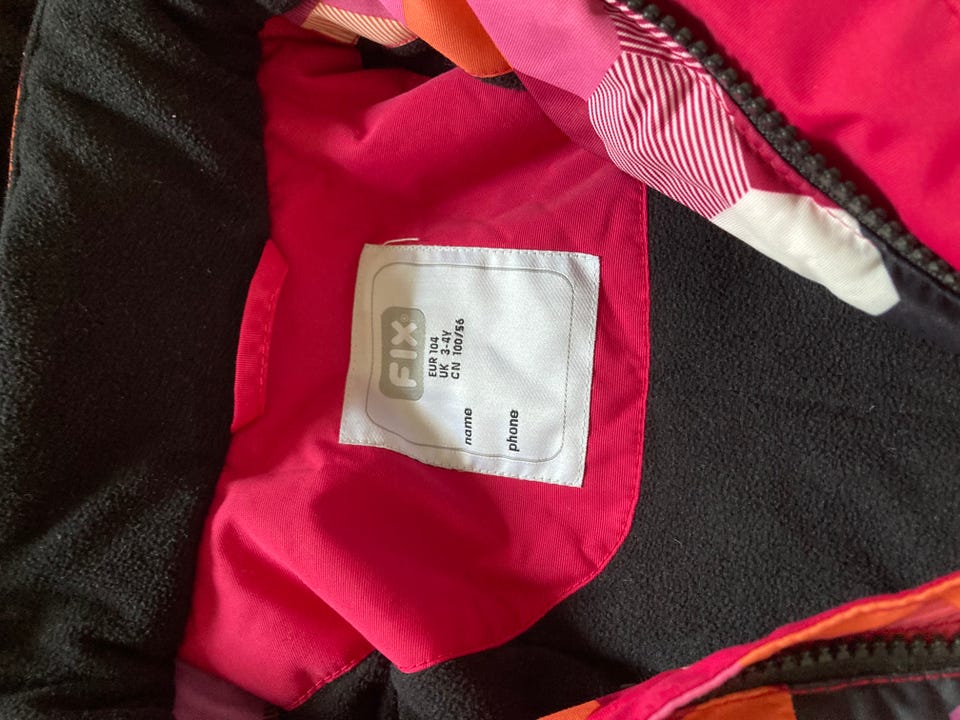 FIX®
EUR 104
UK 3-4Y
CN 100/56
name
phone